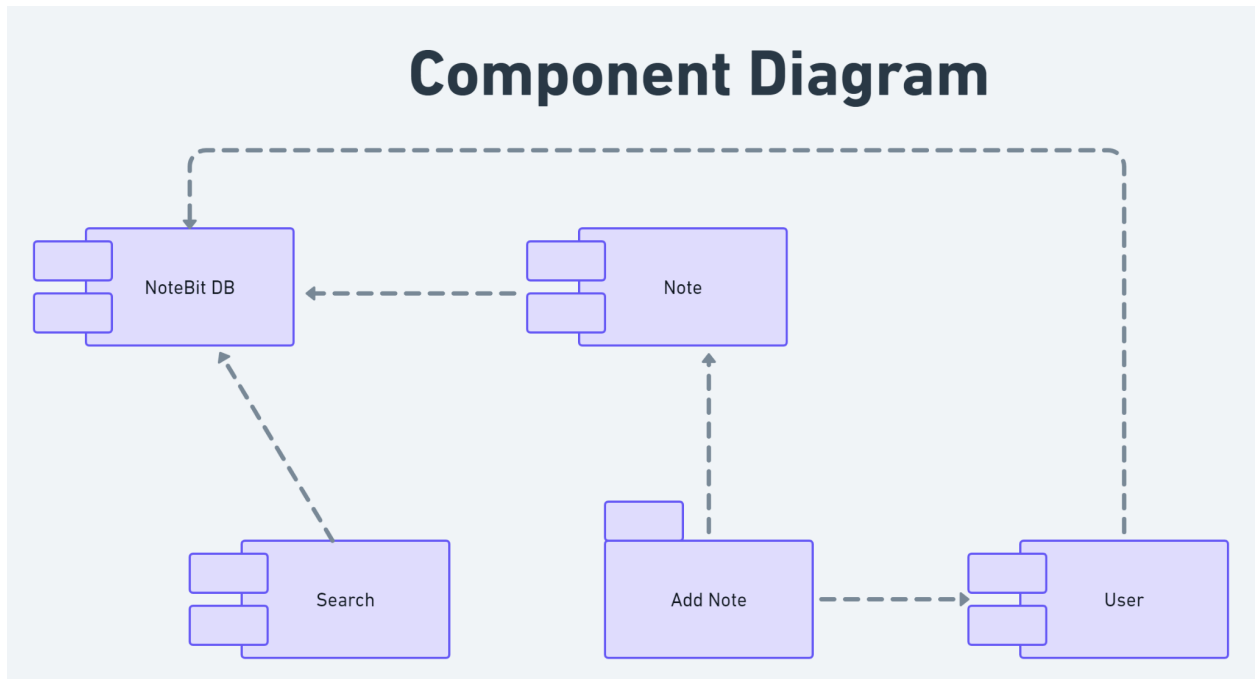 Component Diagram
NoteBit DB
Note
Search
Add Note
User